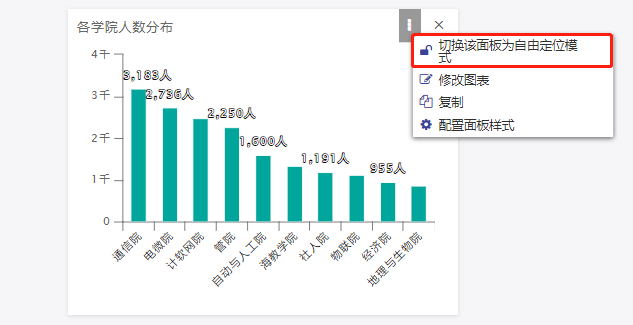 各学院人数分布
切换该面板为自由定位模
式
修改图表
复制
配置面板样式
4千
3千
2千
1千
0
3,183人
2,736人
2,250人
1,600人
1,191人
955人
通信院
电微院
计软网院
管院
自动与人工院
海教学院
社人院
物联院
经济院
地理与生物院